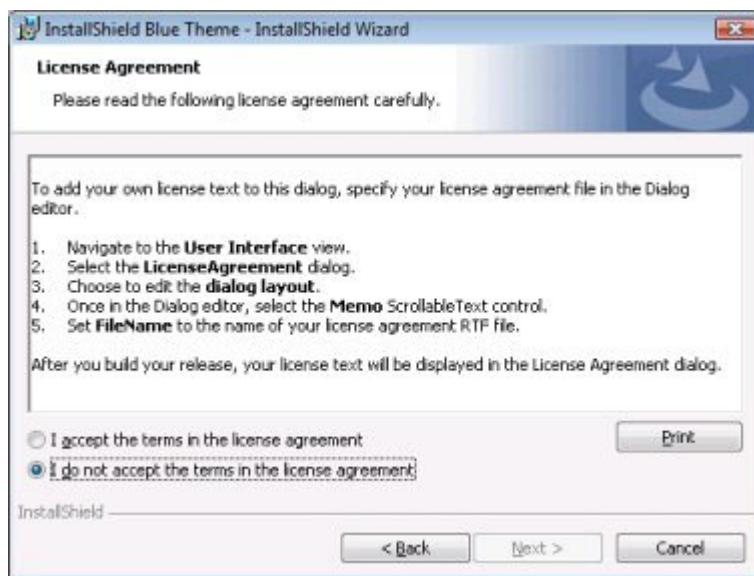 InstallShield Blue Theme - InstallShield Wizard
License Agreement
Please read the following license agreement carefully.
To add your own license text to this dialog, specify your license agreement file in the Dialog
editor.
1. Navigate to the User Interface view.
2. Select the LicenseAgreement dialog.
3. Choose to edit the dialog layout.
4. Once in the Dialog editor, select the Memo ScrollableText control.
5. Set FileName to the name of your license agreement RTF file.
After you build your release, your license text will be displayed in the License Agreement dialog.
I accept the terms in the license agreement
Print
I do not accept the terms in the license agreement
InstallShield
< Back
Next >
Cancel